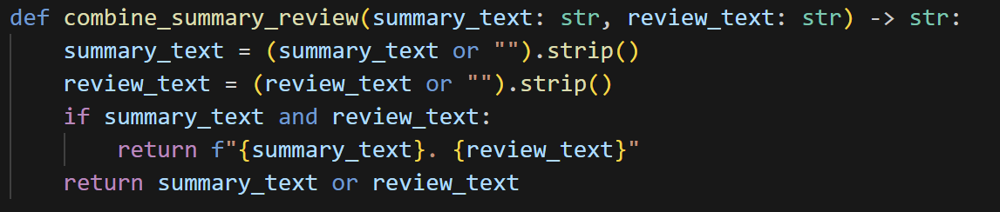 def combine_summary_review(summary_text: str, review_text: str) -> str:
    summary_text = (summary_text or "").strip()
    review_text = (review_text or "").strip()
    if summary_text and review_text:
        return f"{summary_text}. {review_text}"
    return summary_text or review_text